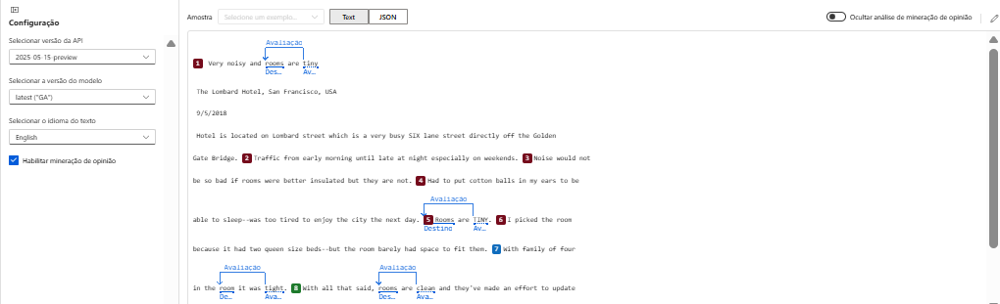 Configuração
Selecionar versão da API
2025-05-15-preview
Selecionar a versão do modelo
latest ("GA")
Selecionar o idioma do texto
English
Habilitar mineração de opinião
Amostra
Selecione um exemplo...
Text
JSON
Ocultar análise de mineração de opinião
Avaliação
1 Very noisy and rooms are tiny
Des… Av…
The Lombard Hotel, San Francisco, USA
9/5/2018
Hotel is located on Lombard street which is a very busy SIX lane street directly off the Golden
Gate Bridge. 2 Traffic from early morning until late at night especially on weekends. 3 Noise would not
be so bad if rooms were better insulated but they are not. 4 Had to put cotton balls in my ears to be
Avaliação
able to sleep--was too tired to enjoy the city the next day. 5 Rooms are TINY. 6 I picked the room
Destino Av…
because it had two queen size beds--but the room barely had space to fit them. 7 With family of four
Avaliação Avaliação
in the room it was tight. 8 With all that said, rooms are clean and they've made an effort to update
De… Ava… Des… Ava…